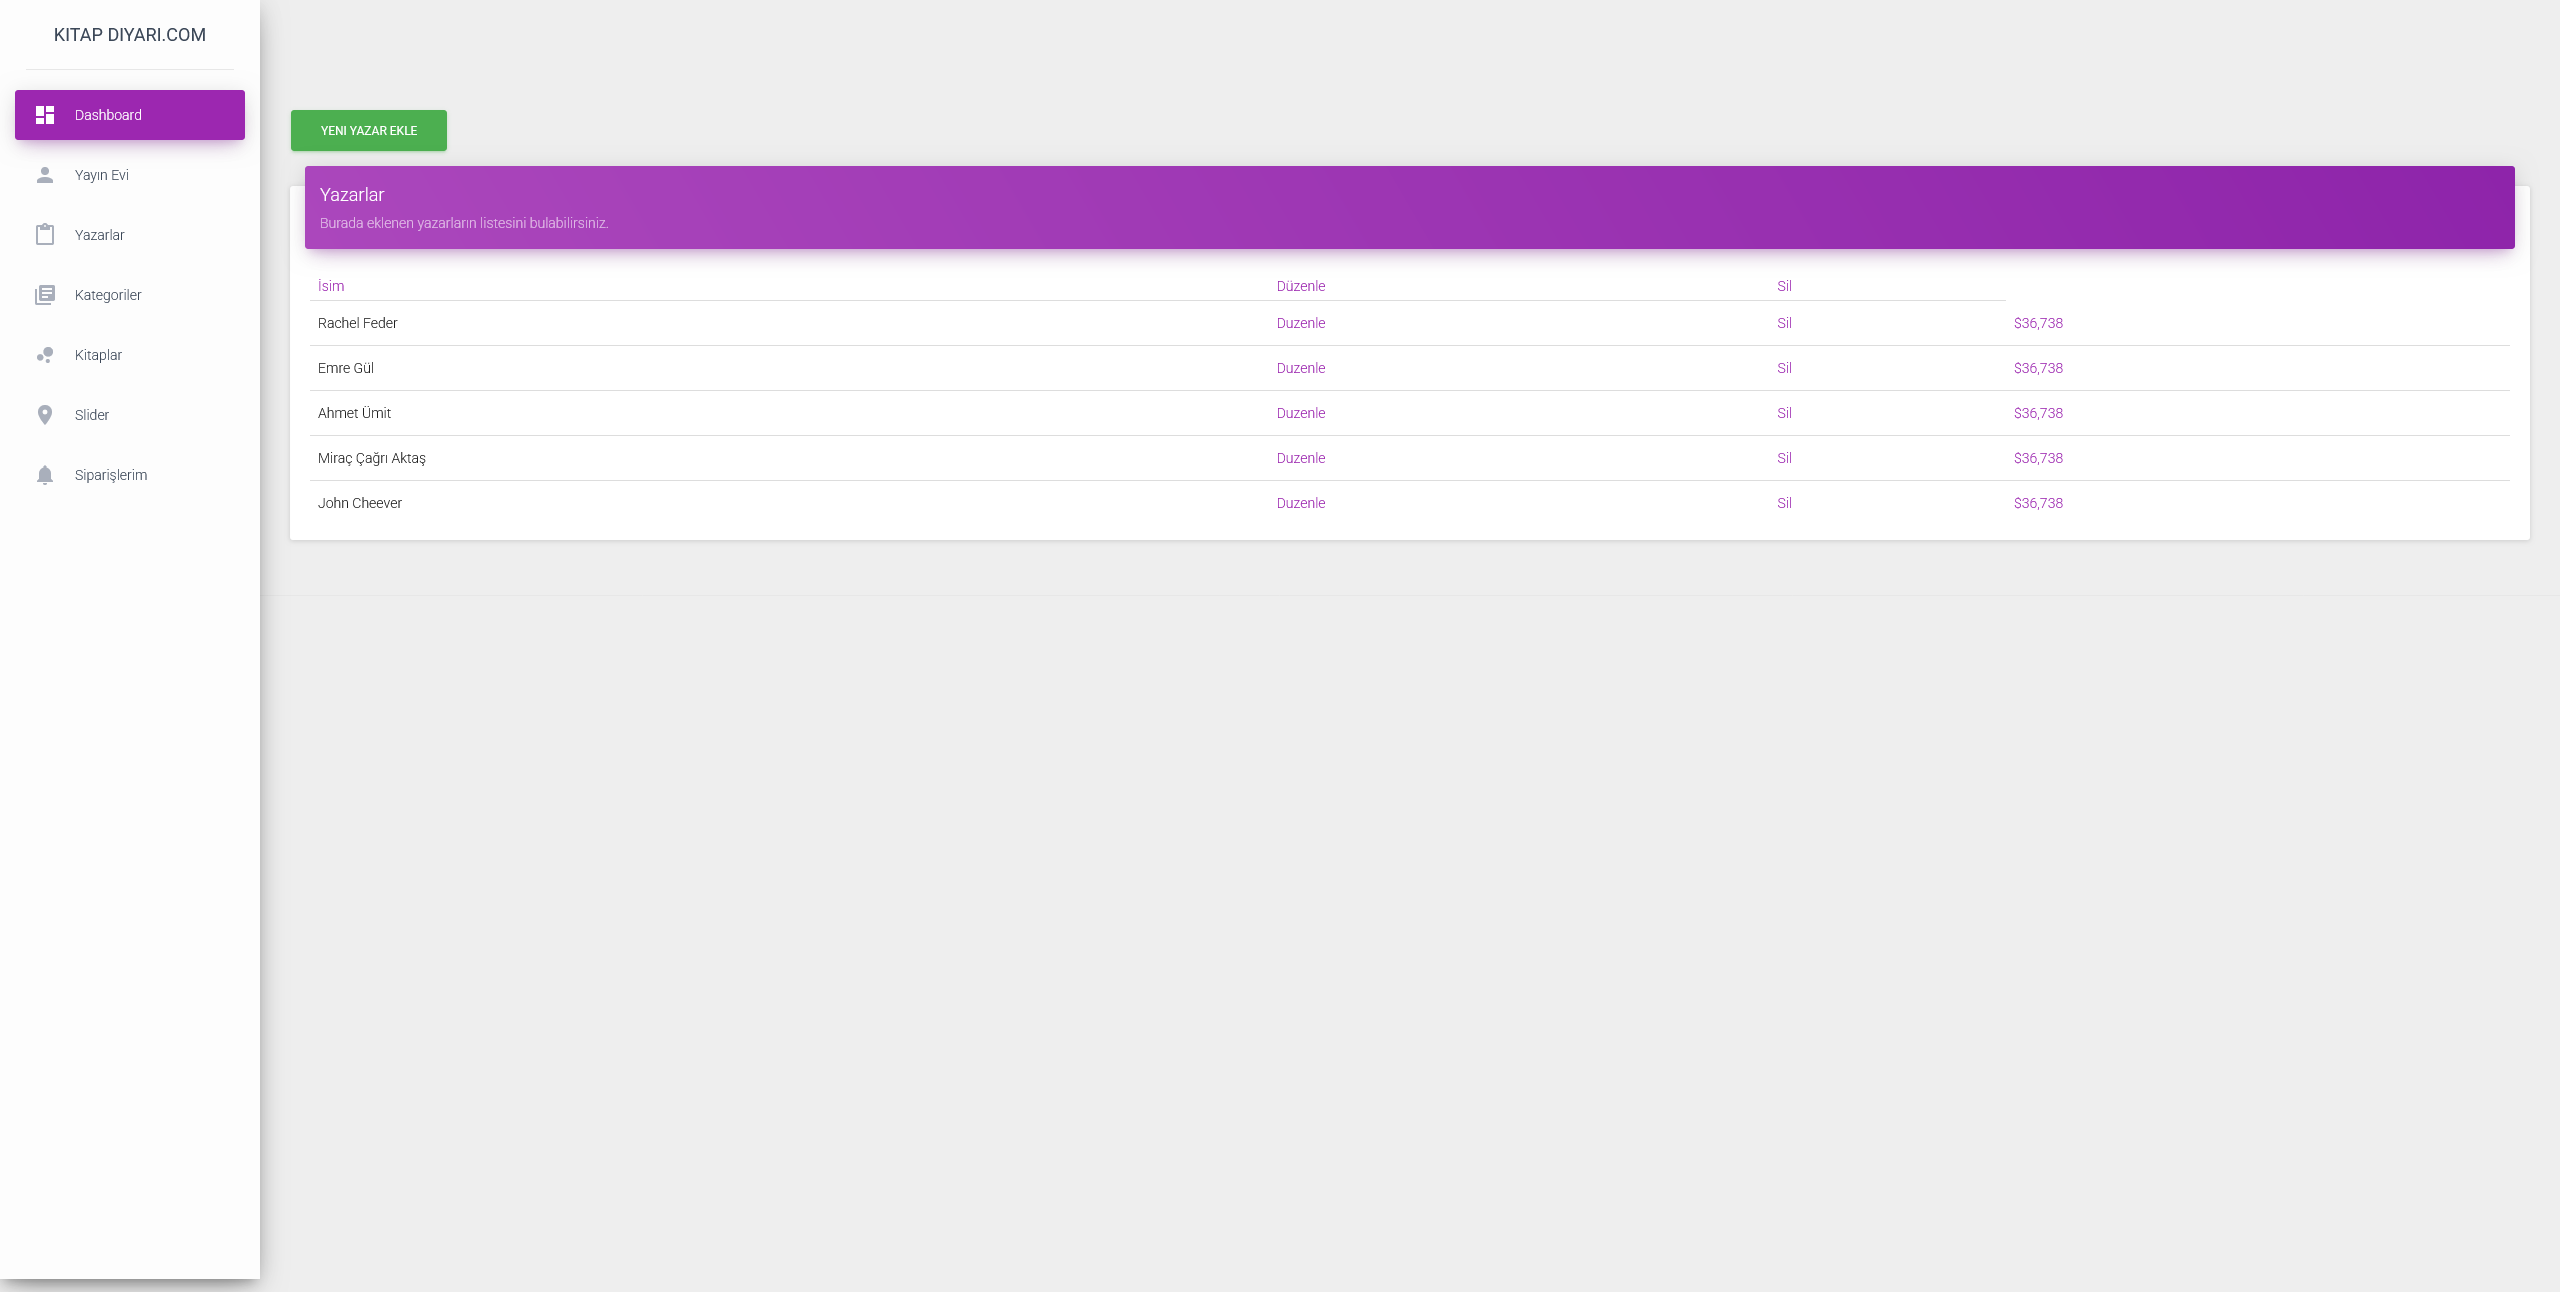 KITAP DIYARI.COM
Dashboard
Yayın Evi
Yazarlar
Kategoriler
Kitaplar
Slider
Siparişlerim
YENI YAZAR EKLE
Yazarlar
Burada eklenen yazarların listesini bulabilirsiniz.
İsim Düzenle Sil
Rachel Feder Duzenle Sil $36,738
Emre Gül Duzenle Sil $36,738
Ahmet Ümit Duzenle Sil $36,738
Miraç Çağrı Aktaş Duzenle Sil $36,738
John Cheever Duzenle Sil $36,738